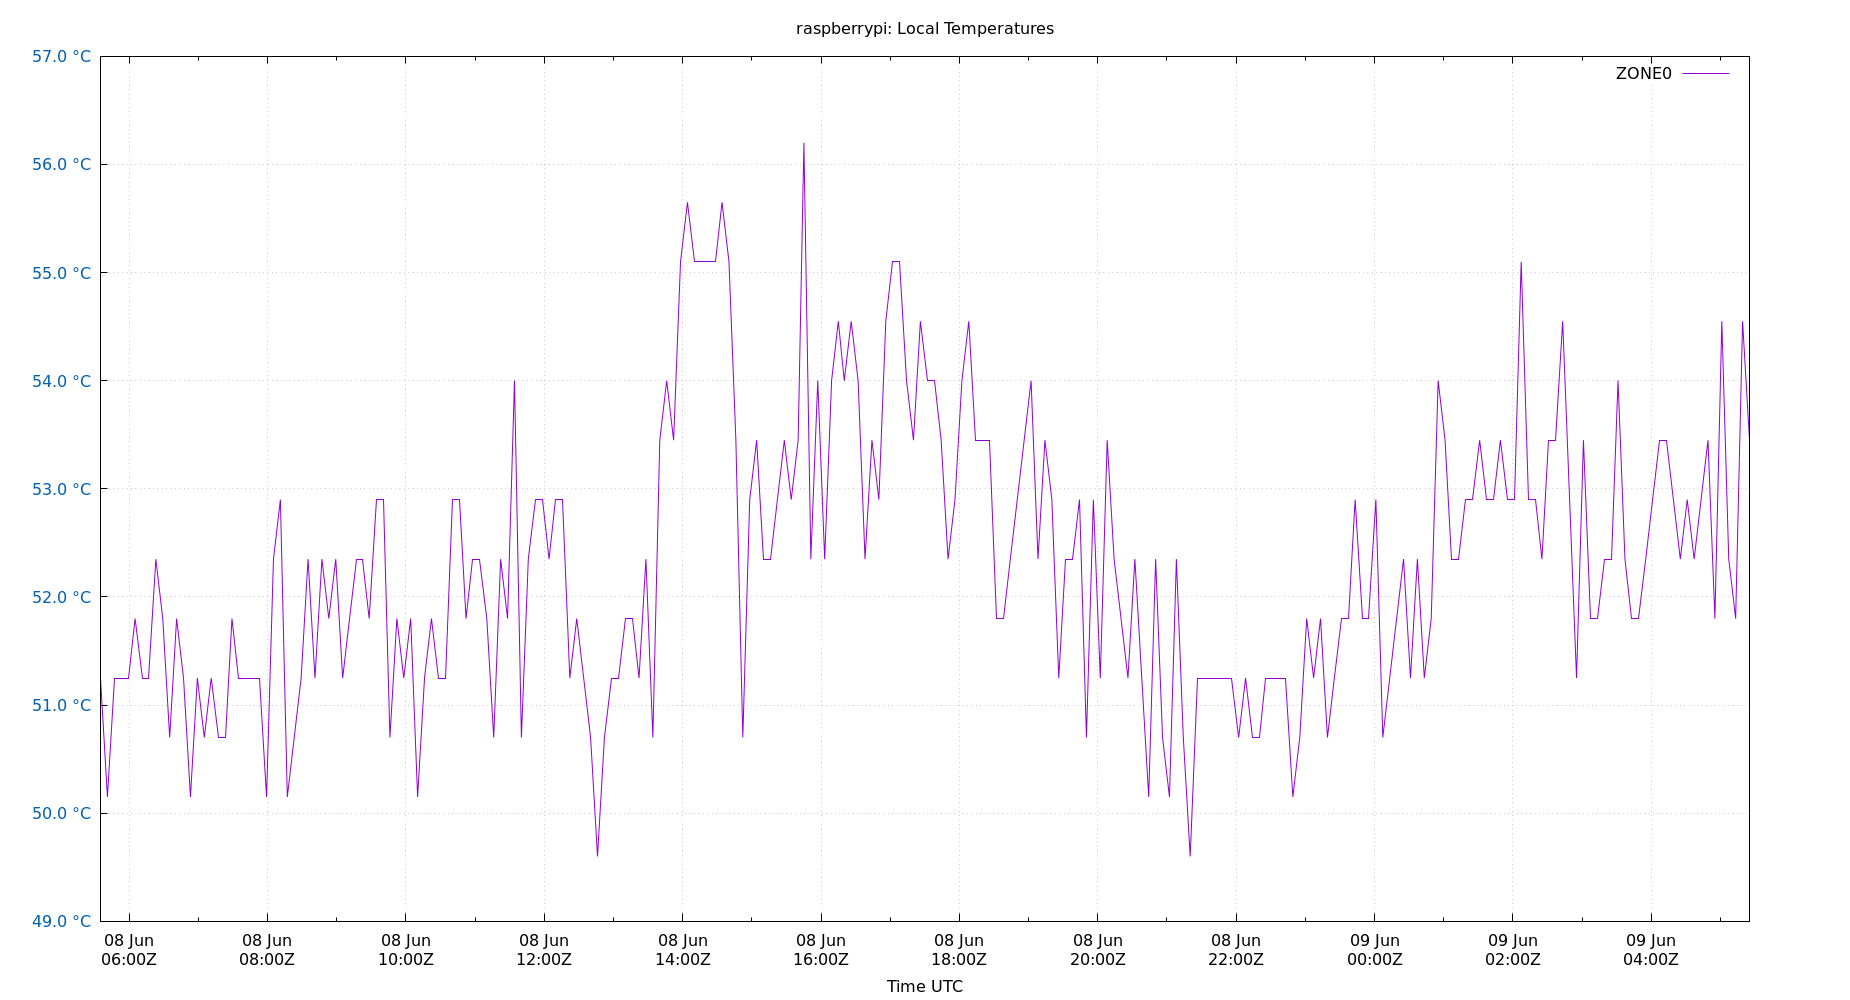 raspberrypi: Local Temperatures
ZONE0
57.0 °C
56.0 °C
55.0 °C
54.0 °C
53.0 °C
52.0 °C
51.0 °C
50.0 °C
49.0 °C
08 Jun 08 Jun 08 Jun 08 Jun 08 Jun 08 Jun 08 Jun 08 Jun 08 Jun 09 Jun 09 Jun 09 Jun
06:00Z 08:00Z 10:00Z 12:00Z 14:00Z 16:00Z 18:00Z 20:00Z 22:00Z 00:00Z 02:00Z 04:00Z
Time UTC